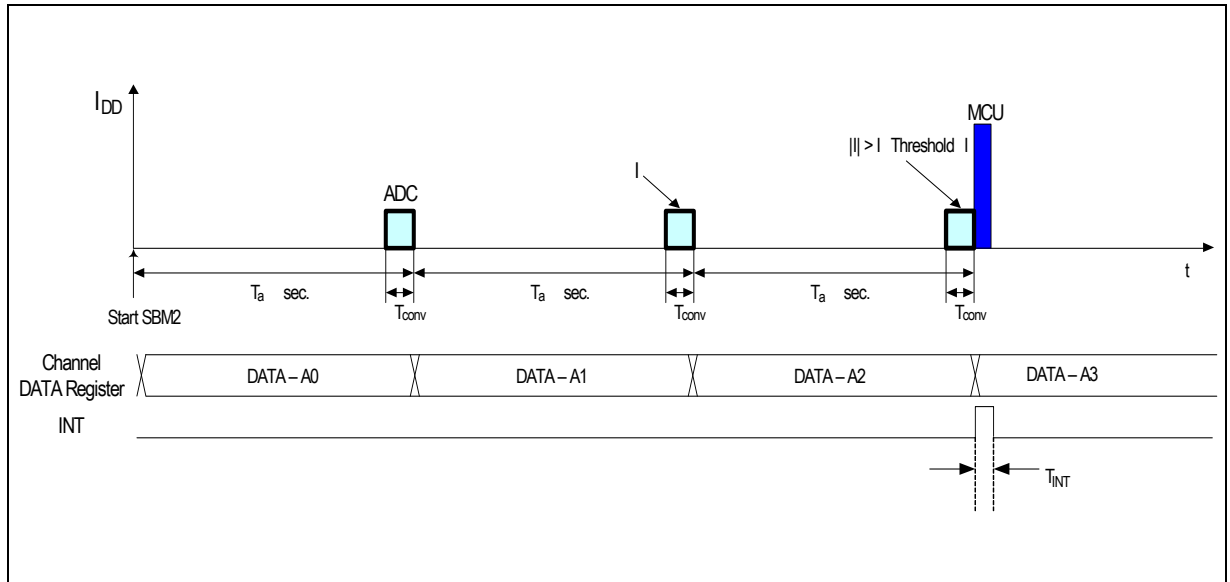 I DD
MCU
|I| > I Threshold I
I
ADC
t
Ta sec. Ta sec. Ta sec.
Tconv Tconv Tconv
Start SBM2
Channel
DATA Register
DATA – A0 DATA – A1 DATA – A2 DATA – A3
INT
TINT